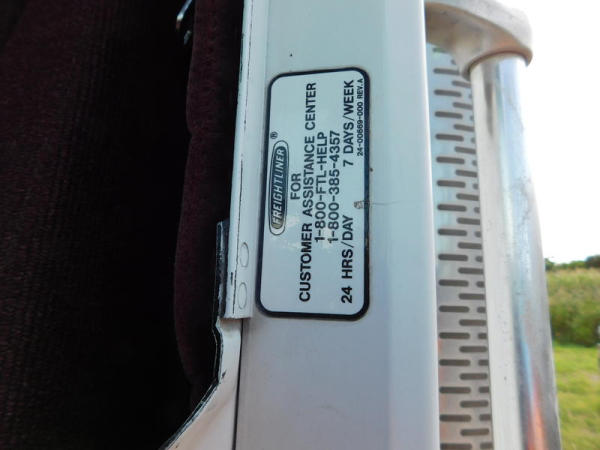 FREIGHTLINER ®
FOR
CUSTOMER ASSISTANCE CENTER
1-800-FTL-HELP
1-800-385-4357
24 HRS/DAY 7 DAYS/WEEK
24-00869-000 REV.A